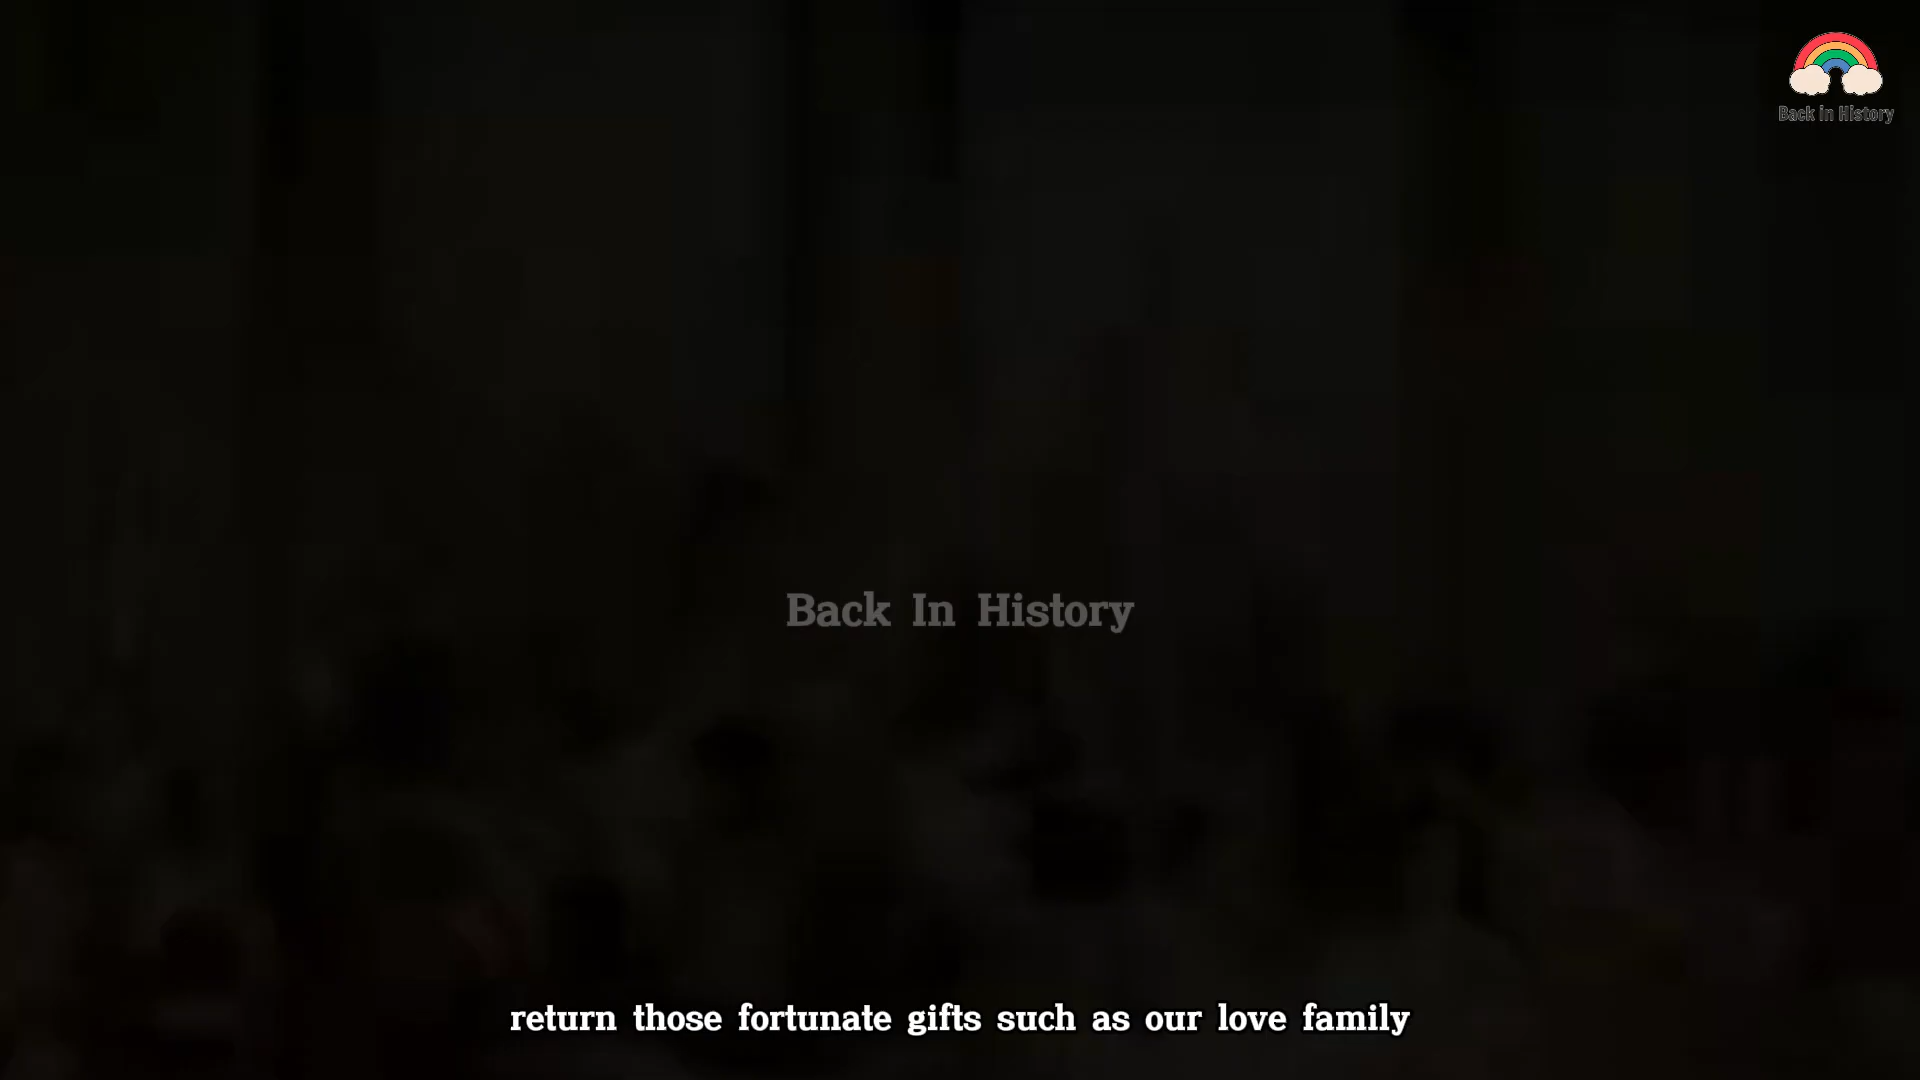 Back in History
Back In History
return those fortunate gifts such as our love family